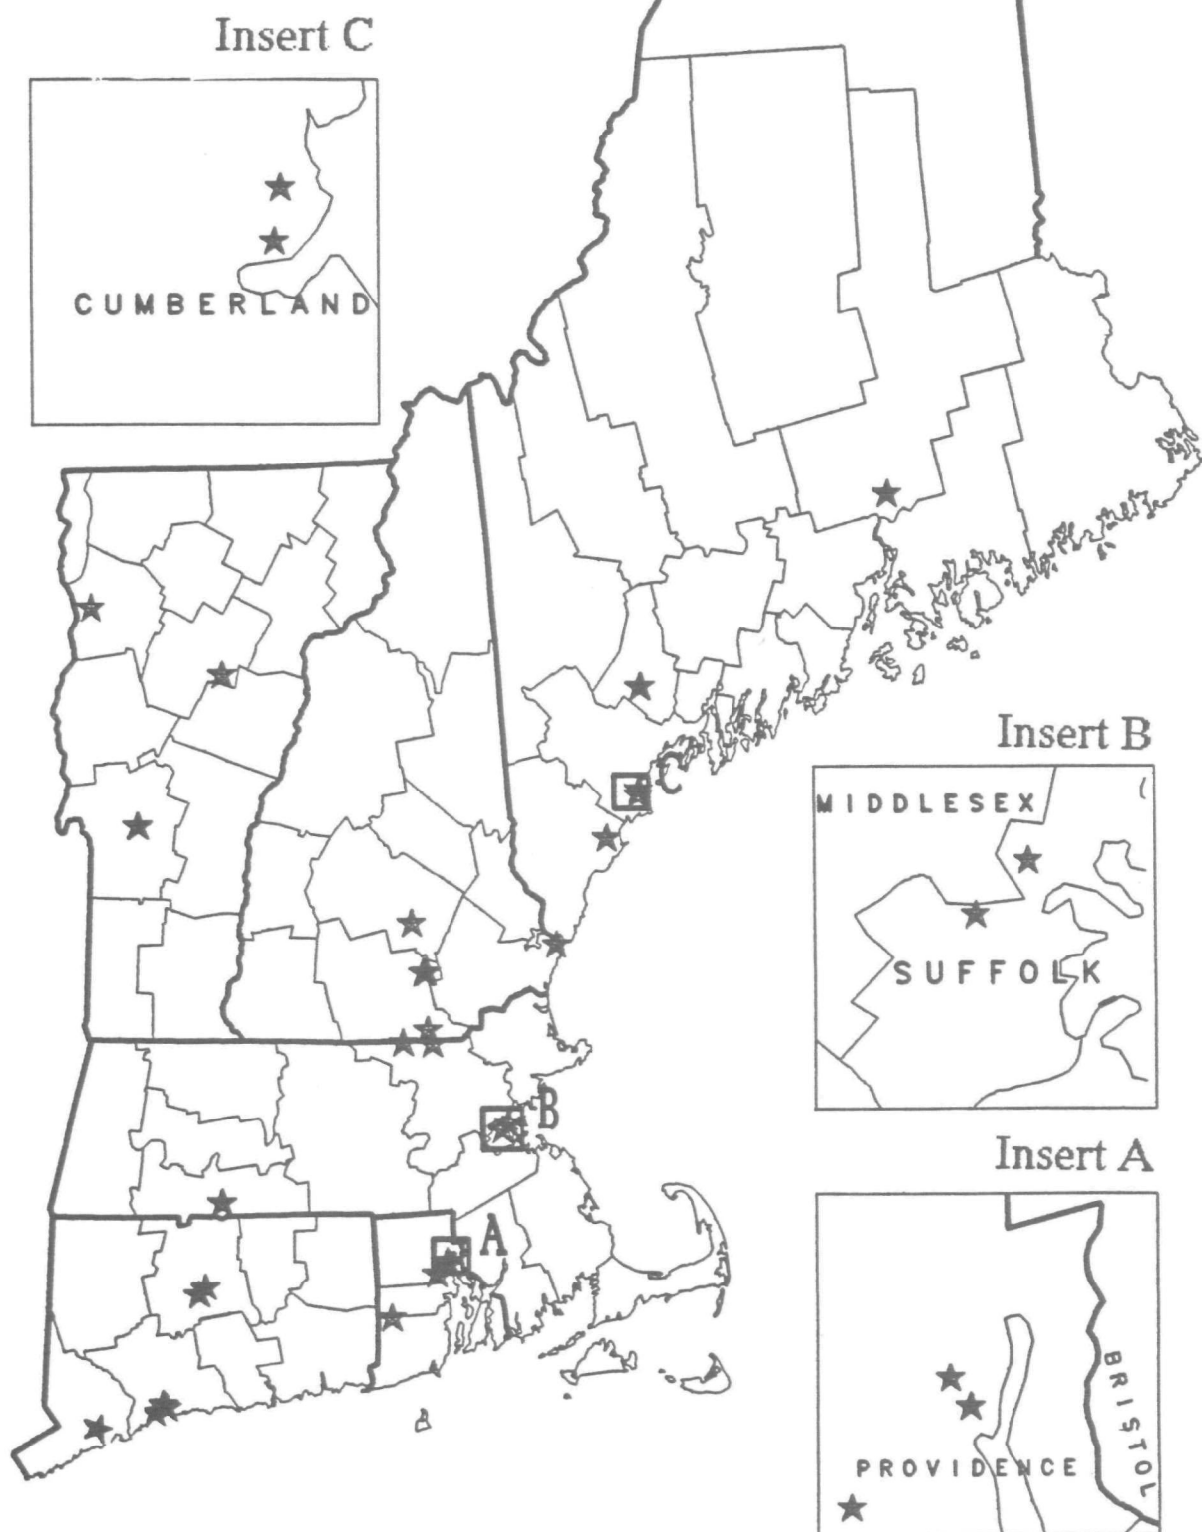 Insert C
CUMBERLAND
C
Insert B
MIDDLESEX
SUFFOLK
B
Insert A
A
BRISTOL
PROVIDENCE